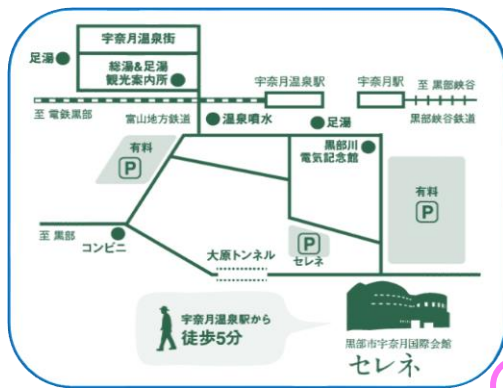 宇奈月温泉街
足湯
総湯&足湯
観光案内所
宇奈月温泉駅
宇奈月駅
至 黒部峡谷
至 電鉄黒部
富山地方鉄道
温泉噴水
足湯
黒部峡谷鉄道
有料
P
黒部川
電気記念館
有料
P
至 黒部
コンビニ
大原トンネル
P
セレネ
宇奈月温泉駅から
徒歩5分
黒部市宇奈月国際会館
セレネ